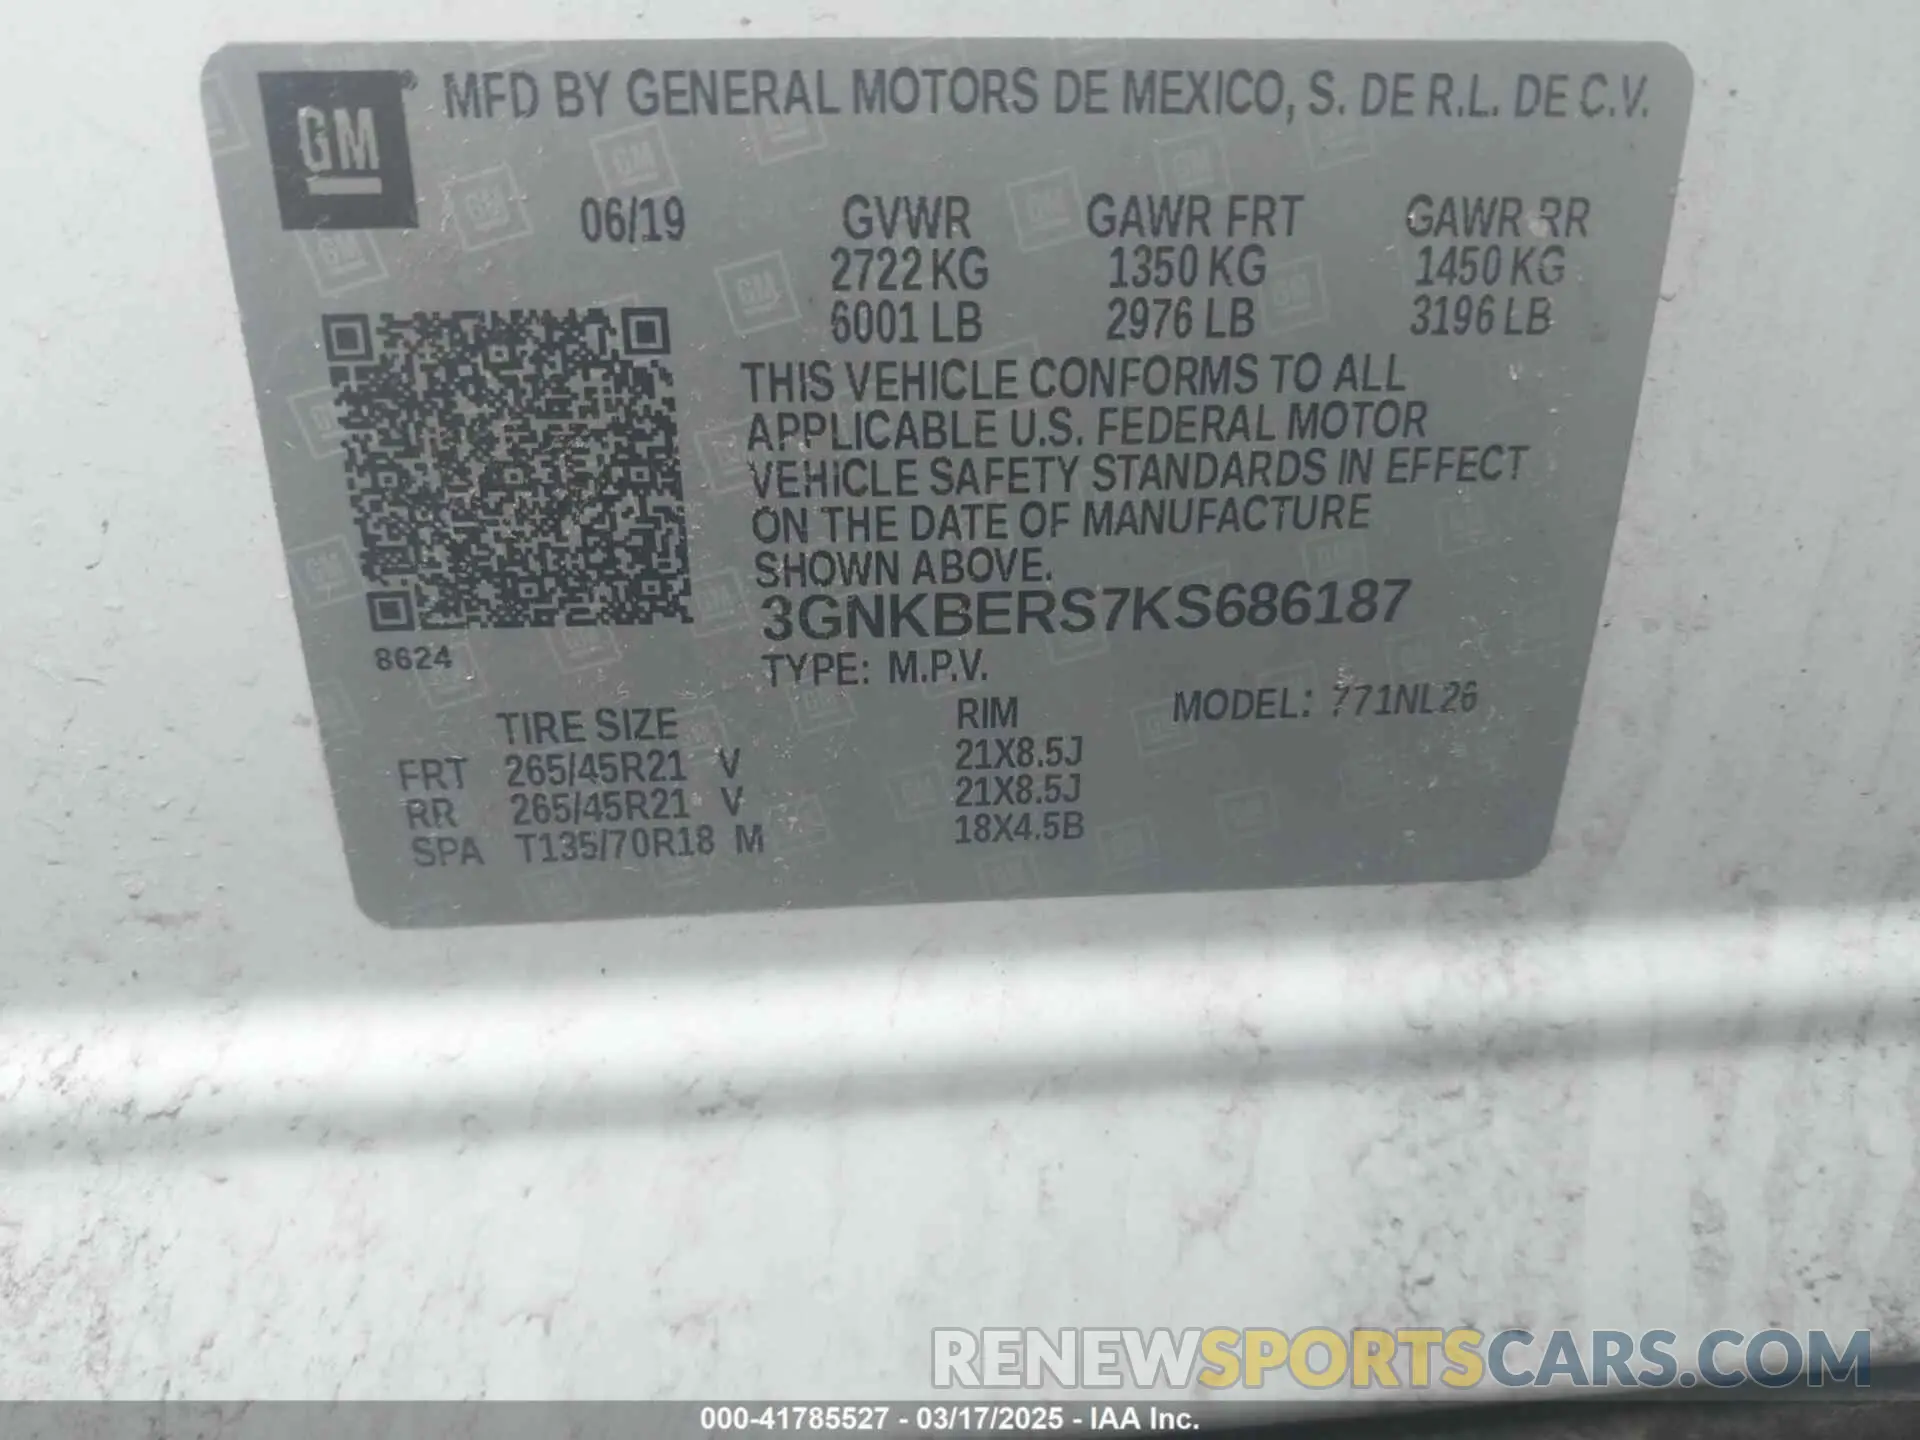 GM® MFD BY GENERAL MOTORS DE MEXICO, S. DE R.L. DE C.V.
06/19 GVWR GAWR FRT GAWR RR
2722 KG 1350 KG 1450 KG
6001 LB 2976 LB 3196 LB
THIS VEHICLE CONFORMS TO ALL
APPLICABLE U.S. FEDERAL MOTOR
VEHICLE SAFETY STANDARDS IN EFFECT
ON THE DATE OF MANUFACTURE
SHOWN ABOVE.
3GNKBERS7KS686187
8624
TYPE: M.P.V.
MODEL: 771NL26
TIRE SIZE RIM
FRT 265/45R21 V 21X8.5J
RR 265/45R21 V 21X8.5J
SPA T135/70R18 M 18X4.5B
RENEWSPORTSCARS.COM
000-41785527 - 03/17/2025 - IAA Inc.